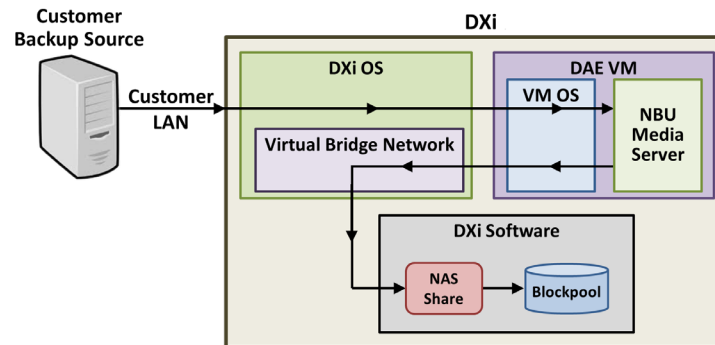 Customer
Backup Source
DXi
DXi OS
DAE VM
Customer
LAN
VM OS
NBU
Media
Server
Virtual Bridge Network
DXi Software
NAS
Share
Blockpool